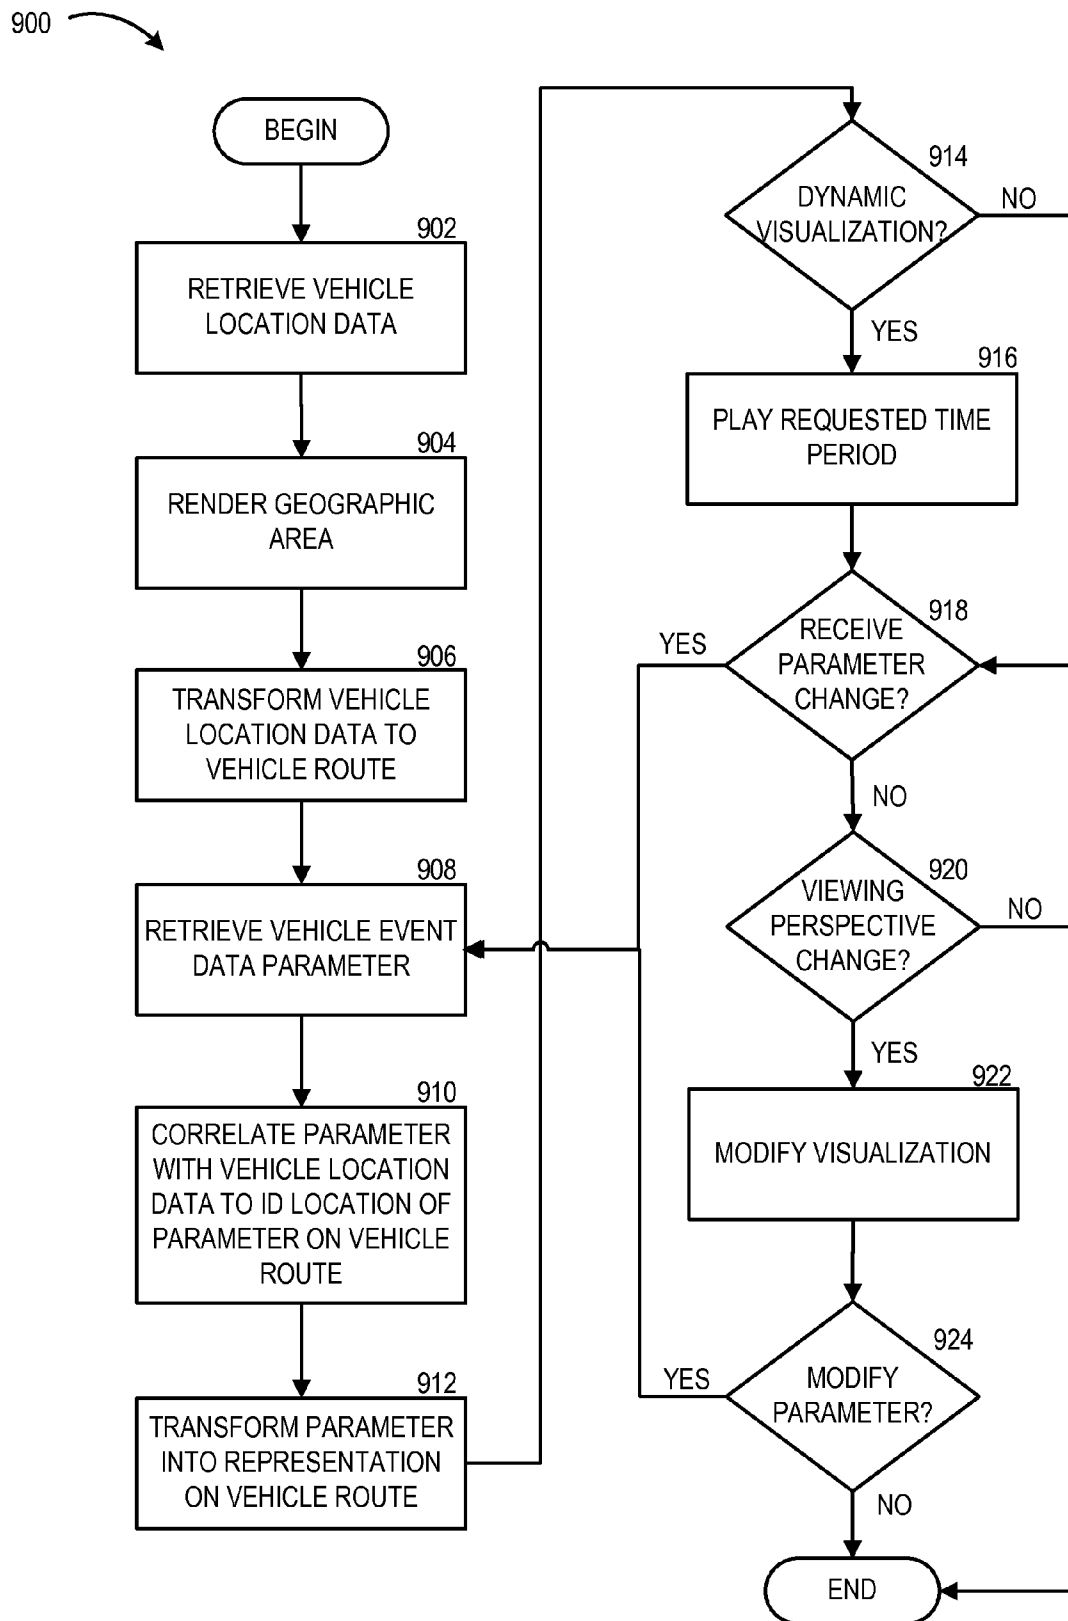 900
BEGIN
902
RETRIEVE VEHICLE
LOCATION DATA
904
RENDER GEOGRAPHIC
AREA
906
TRANSFORM VEHICLE
LOCATION DATA TO
VEHICLE ROUTE
908
RETRIEVE VEHICLE EVENT
DATA PARAMETER
910
CORRELATE PARAMETER
WITH VEHICLE LOCATION
DATA TO ID LOCATION OF
PARAMETER ON VEHICLE
ROUTE
912
TRANSFORM PARAMETER
INTO REPRESENTATION
ON VEHICLE ROUTE
914
DYNAMIC
VISUALIZATION?
NO
YES
916
PLAY REQUESTED TIME
PERIOD
918
RECEIVE
PARAMETER
CHANGE?
YES
NO
920
VIEWING
PERSPECTIVE
CHANGE?
NO
YES
922
MODIFY VISUALIZATION
924
MODIFY
PARAMETER?
YES
NO
END